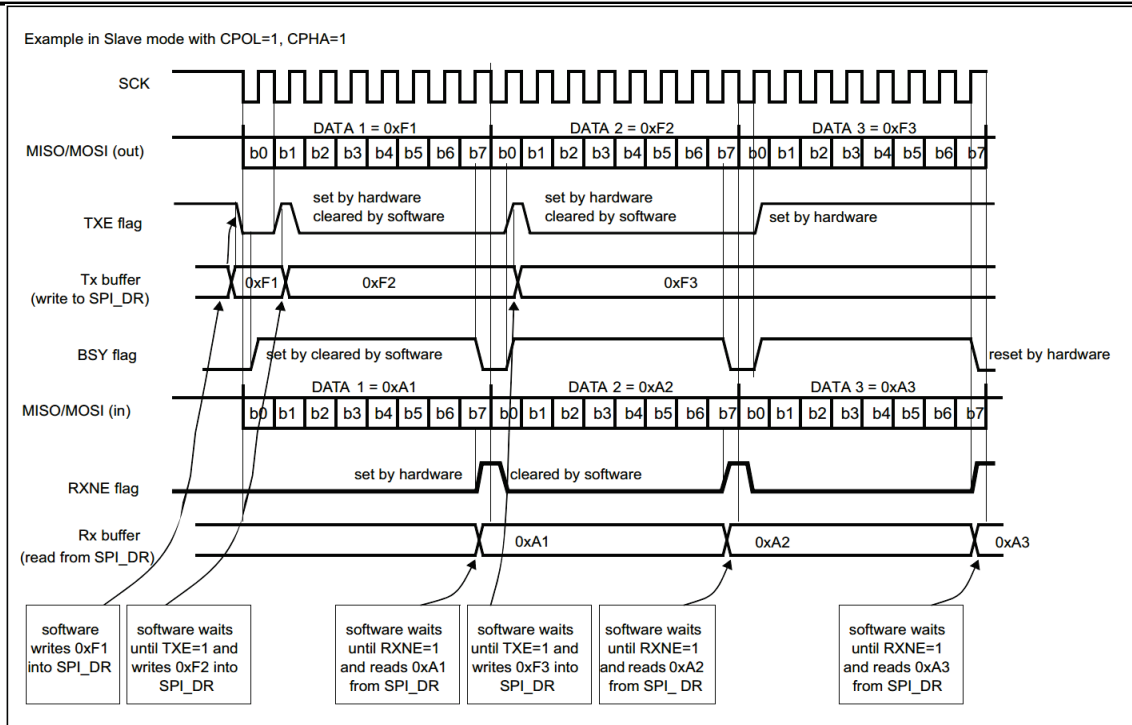 Example in Slave mode with CPOL=1, CPHA=1
SCK
DATA 1 = 0xF1 DATA 2 = 0xF2 DATA 3 = 0xF3
MISO/MOSI (out) b0 b1 b2 b3 b4 b5 b6 b7 b0 b1 b2 b3 b4 b5 b6 b7 b0 b1 b2 b3 b4 b5 b6 b7
set by hardware set by hardware
cleared by software cleared by software set by hardware
TXE flag
Tx buffer 0xF1 0xF2 0xF3
(write to SPI_DR)
BSY flag set by cleared by software reset by hardware
DATA 1 = 0xA1 DATA 2 = 0xA2 DATA 3 = 0xA3
MISO/MOSI (in) b0 b1 b2 b3 b4 b5 b6 b7 b0 b1 b2 b3 b4 b5 b6 b7 b0 b1 b2 b3 b4 b5 b6 b7
set by hardware cleared by software
RXNE flag
Rx buffer 0xA1 0xA2 0xA3
(read from SPI_DR)
software
writes 0xF1
into SPI_DR
software waits
until TXE=1 and
writes 0xF2 into
SPI_DR
software waits
until RXNE=1
and reads 0xA1
from SPI_DR
software waits
until TXE=1 and
writes 0xF3 into
SPI_DR
software waits
until RXNE=1
and reads 0xA2
from SPI_ DR
software waits
until RXNE=1
and reads 0xA3
from SPI_DR